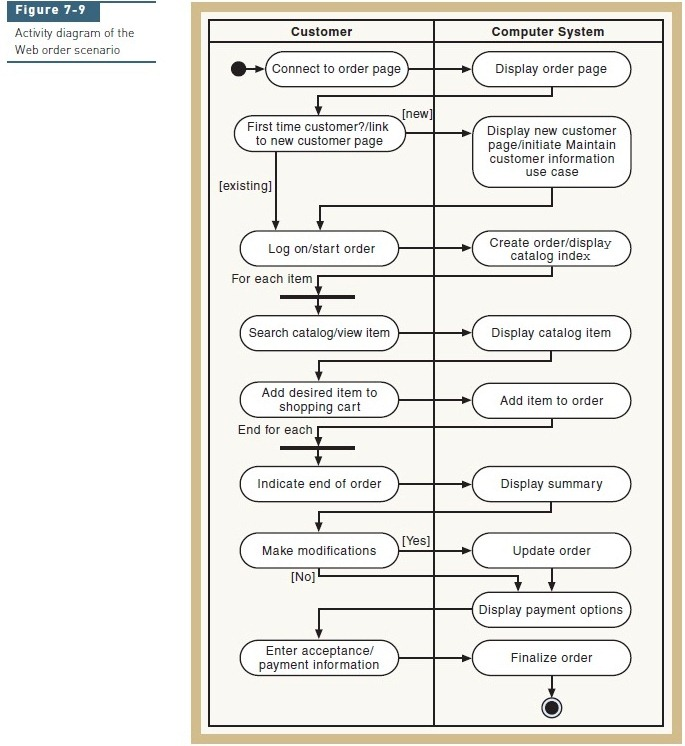 Figure 7-9
Activity diagram of the
Web order scenario
Customer
Computer System
Connect to order page
Display order page
[new]
First time customer?/link
to new customer page
Display new customer
page/initiate Maintain
customer information
use case
[existing]
Log on/start order
Create order/display
catalog index
For each item
Search catalog/view item
Display catalog item
Add desired item to
shopping cart
Add item to order
End for each
Indicate end of order
Display summary
Make modifications
[Yes]
Update order
[No]
Display payment options
Enter acceptance/
payment information
Finalize order